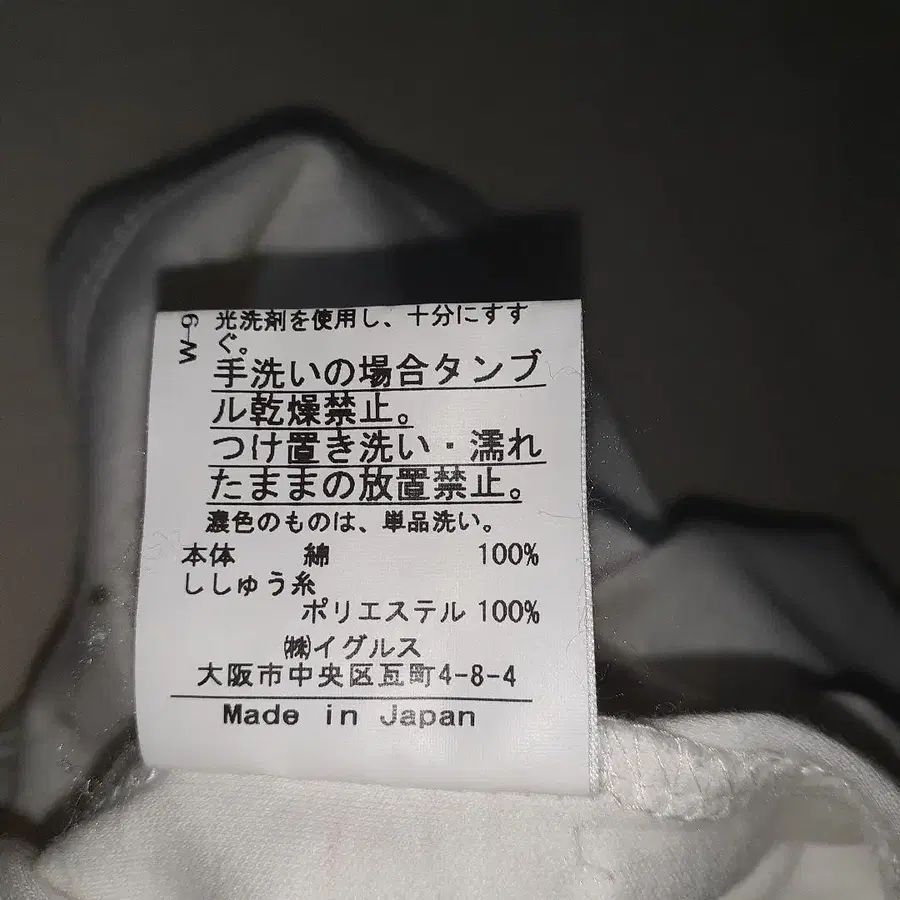 W-6
光洗剤を使用し、十分にすす
ぐ。
手洗いの場合タンブ
ル乾燥禁止。
つけ置き洗い・濡れ
たままの放置禁止。
濃色のものは、単品洗い。
本体 綿 100%
ししゅう糸
ポリエステル 100%
㈱イグルス
大阪市中央区瓦町4-8-4
Made in Japan